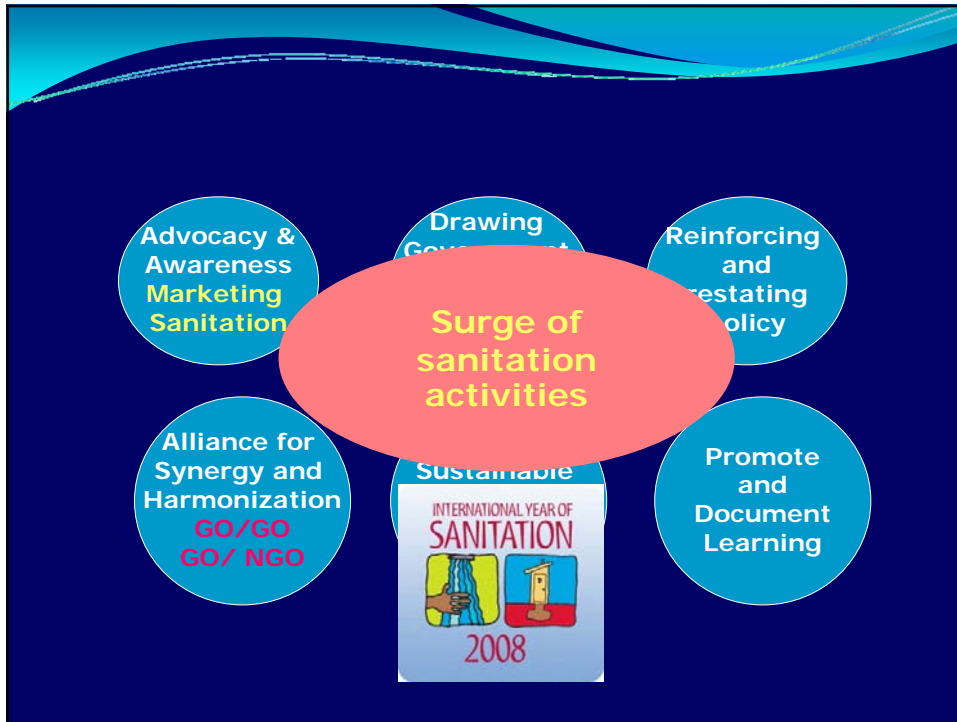 Advocacy &
Awareness
Marketing
Sanitation
Drawing
Reinforcing
and
restating
Surge of
sanitation
activities
Alliance for
Synergy and
Harmonization
GO/GO
GO/ NGO
Sustainable
INTERNATIONAL YEAR OF
SANITATION
2008
Promote
and
Document
Learning